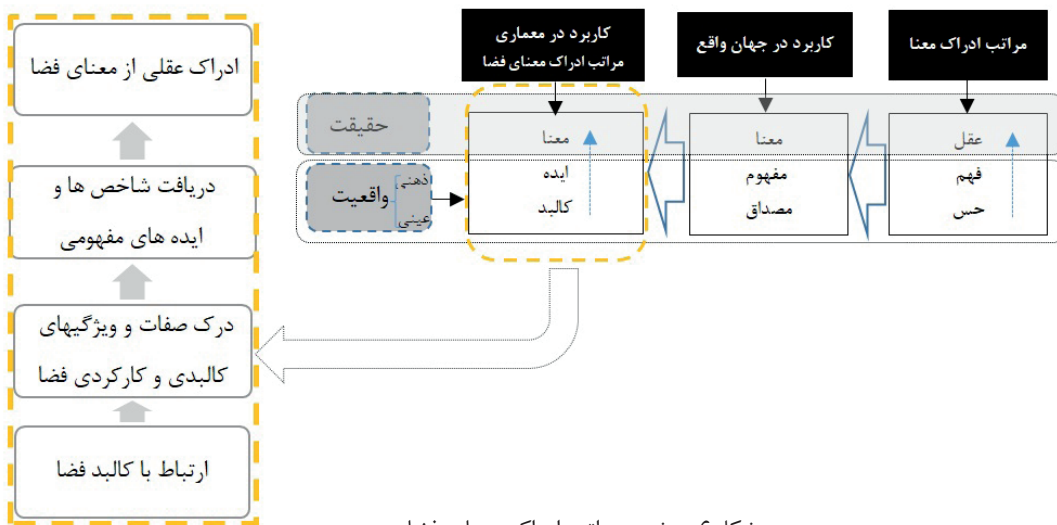 مراتب ادراک معنا
کاربرد در جهان واقع
کاربرد در معماری
مراتب ادراک معنای فضا
حقیقت
عقل
معنا
معنا
فهم
مفهوم
ایده
حس
مصداق
کالبد
واقعیت
ذهنی
عینی
ادراک عقلی از معنای فضا
دریافت شاخص ها و
ایده های مفهومی
درک صفات و ویژگیهای
کالبدی و کارکردی فضا
ارتباط با کالبد فضا